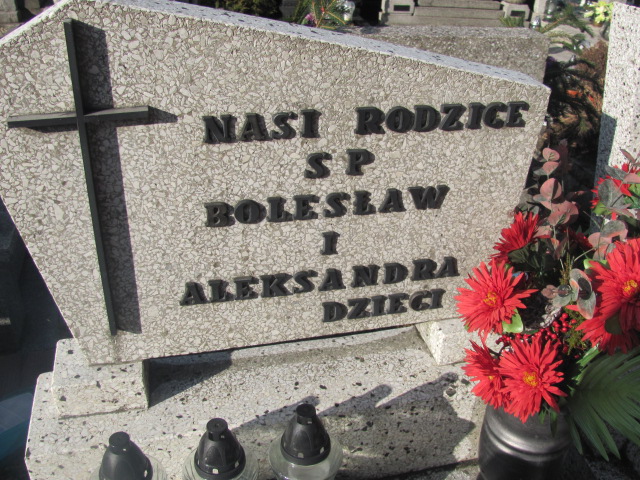 NASI RODZICE
SP
BOLESŁAW
I
ALEKSANDRA
DZIECI